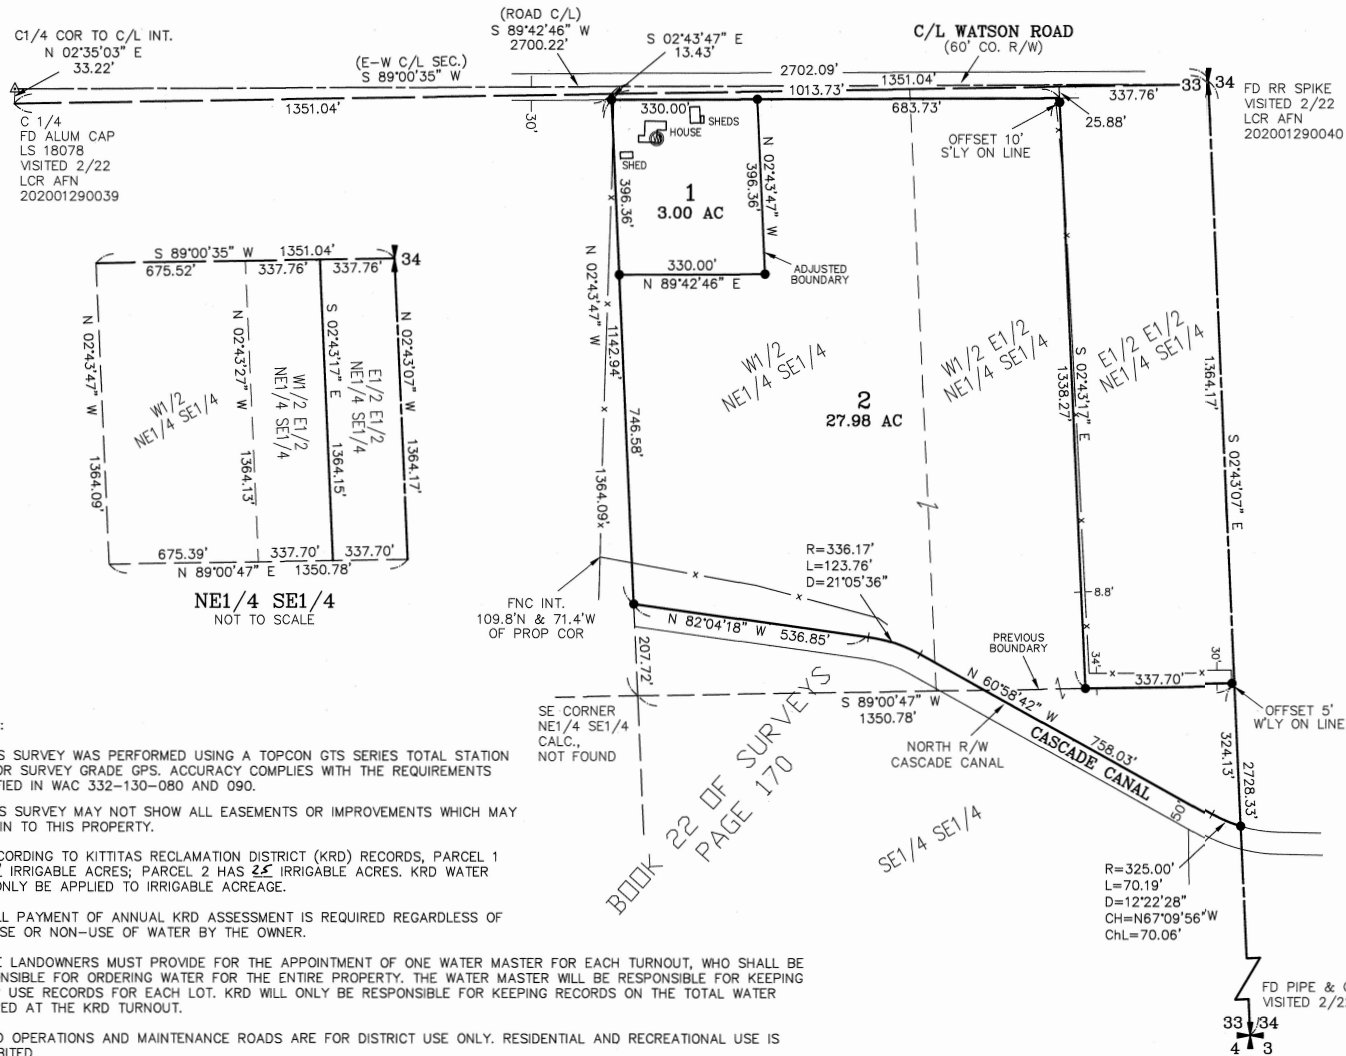 C1/4 COR TO C/L INT.
N 02°35'03" E
33.22'
(E-W C/L SEC.)
S 89°00'35" W
(ROAD C/L)
S 89°42'46" W
2700.22'
S 02°43'47" E
13.43'
C/L WATSON ROAD
(60' CO. R/W)
2702.09'
1351.04'
1351.04'
1013.73'
337.76'
33
34
30'
330.00'
683.73'
25.88'
OFFSET 10'
S'LY ON LINE
FD RR SPIKE
VISITED 2/22
LCR AFN
202001290040
C 1/4
FD ALUM CAP
LS 18078
VISITED 2/22
LCR AFN
202001290039
SHEDS
HOUSE
SHED
1
3.00 AC
396.36'
N 02°43'47" W
396.36'
330.00'
N 89°42'46" E
ADJUSTED
BOUNDARY
S 89°00'35" W 1351.04'
34
675.52'
337.76'
337.76'
N 02°43'47" W
1364.09'
W1/2
NE1/4 SE1/4
N 02°43'27" W
1364.13'
W1/2 E1/2
NE1/4 SE1/4
S 02°43'17" E
1364.15'
E1/2 E1/2
NE1/4 SE1/4
N 02°43'07" W
1364.17'
675.39'
337.70'
337.70'
N 89°00'47" E 1350.78'
NE1/4 SE1/4
NOT TO SCALE
N 02°43'47" W
1364.09'
1142.94'
746.58'
W1/2
NE1/4 SE1/4
2
27.98 AC
W1/2 E1/2
NE1/4 SE1/4
S 02°43'17" E
1338.27'
E1/2 E1/2
NE1/4 SE1/4
1364.17'
S 02°43'07" E
R=336.17'
L=123.76'
D=21°05'36"
FNC INT.
109.8'N & 71.4'W
OF PROP COR
N 82°04'18" W 536.85'
8.8'
PREVIOUS
BOUNDARY
34'
30'
337.70'
207.72'
S 89°00'47" W
1350.78'
SE CORNER
NE1/4 SE1/4
CALC.,
NOT FOUND
N 60°58'42" W
758.03'
NORTH R/W
CASCADE CANAL
CASCADE CANAL
50'
OFFSET 5'
W'LY ON LINE
324.13'
2728.33'
BOOK 22 OF SURVEYS
PAGE 170
SE1/4 SE1/4
R=325.00'
L=70.19'
D=12°22'28"
CH=N67°09'56"W
ChL=70.06'
FD PIPE &
VISITED
33 34
4 3
:
S SURVEY WAS PERFORMED USING A TOPCON GTS SERIES TOTAL STATION
OR SURVEY GRADE GPS. ACCURACY COMPLIES WITH THE REQUIREMENTS
FIED IN WAC 332-130-080 AND 090.
S SURVEY MAY NOT SHOW ALL EASEMENTS OR IMPROVEMENTS WHICH MAY
IN TO THIS PROPERTY.
CORDING TO KITTITAS RECLAMATION DISTRICT (KRD) RECORDS, PARCEL 1
IRRIGABLE ACRES; PARCEL 2 HAS 25 IRRIGABLE ACRES. KRD WATER
ONLY BE APPLIED TO IRRIGABLE ACREAGE.
LL PAYMENT OF ANNUAL KRD ASSESSMENT IS REQUIRED REGARDLESS OF
SE OR NON-USE OF WATER BY THE OWNER.
E LANDOWNERS MUST PROVIDE FOR THE APPOINTMENT OF ONE WATER MASTER FOR EACH TURNOUT, WHO SHALL BE
NSIBLE FOR ORDERING WATER FOR THE ENTIRE PROPERTY. THE WATER MASTER WILL BE RESPONSIBLE FOR KEEPING
USE RECORDS FOR EACH LOT. KRD WILL ONLY BE RESPONSIBLE FOR KEEPING RECORDS ON THE TOTAL WATER
ED AT THE KRD TURNOUT.
D OPERATIONS AND MAINTENANCE ROADS ARE FOR DISTRICT USE ONLY. RESIDENTIAL AND RECREATIONAL USE IS
BITED